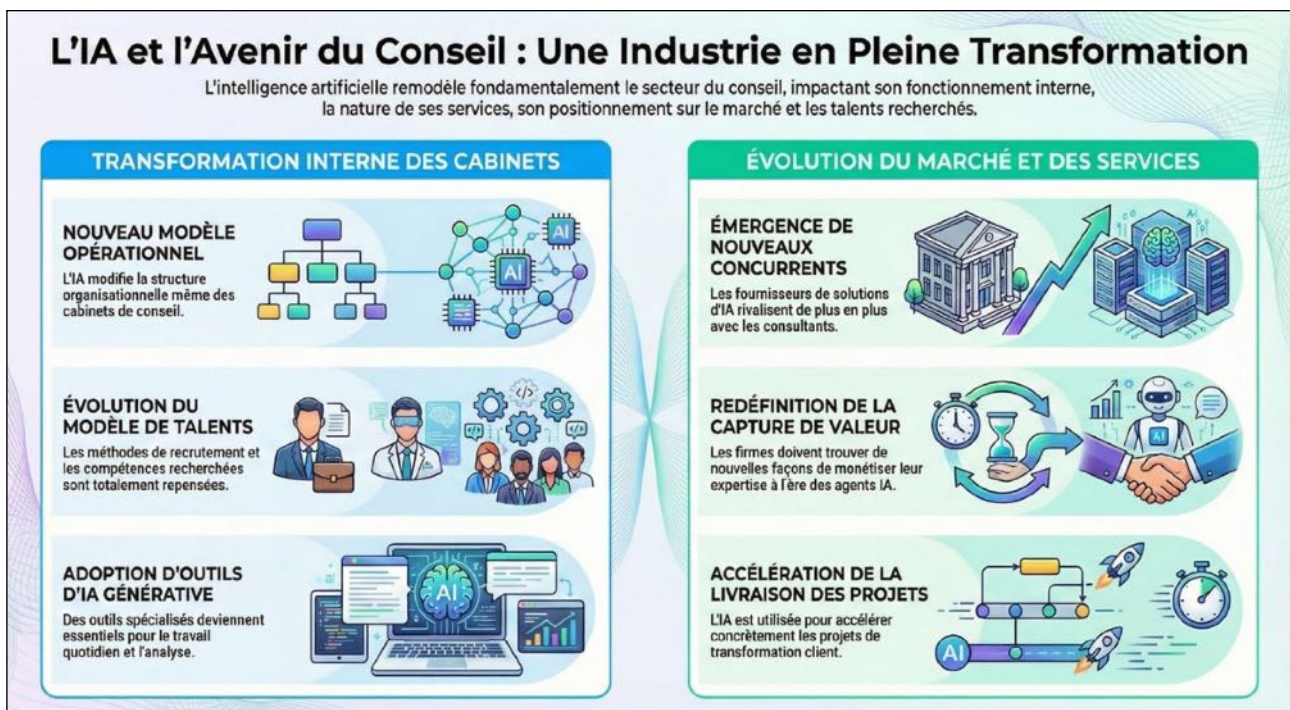 L'IA et l'Avenir du Conseil : Une Industrie en Pleine Transformation
L'intelligence artificielle remodèle fondamentalement le secteur du conseil, impactant son fonctionnement interne,
la nature de ses services, son positionnement sur le marché et les talents recherchés.
TRANSFORMATION INTERNE DES CABINETS
NOUVEAU MODÈLE
OPÉRATIONNEL
L'IA modifie la structure
organisationnelle même des
cabinets de conseil.
AI
AI
ÉVOLUTION DU
MODÈLE DE TALENTS
Les méthodes de recrutement et
les compétences recherchées
sont totalement repensées.
</>
</>
</>
ADOPTION D'OUTILS
D'IA GÉNÉRATIVE
Des outils spécialisés deviennent
essentiels pour le travail
quotidien et l'analyse.
AI
ÉVOLUTION DU MARCHÉ ET DES SERVICES
ÉMERGENCE DE
NOUVEAUX
CONCURRENTS
Les fournisseurs de solutions
d'IA rivalisent de plus en plus
avec les consultants.
REDÉFINITION DE LA
CAPTURE DE VALEUR
Les firmes doivent trouver de
nouvelles façons de monétiser leur
expertise à l'ère des agents IA.
AI
ACCÉLÉRATION DE LA
LIVRAISON DES PROJETS
L'IA est utilisée pour accélérer
concrètement les projets de
transformation client.
AI